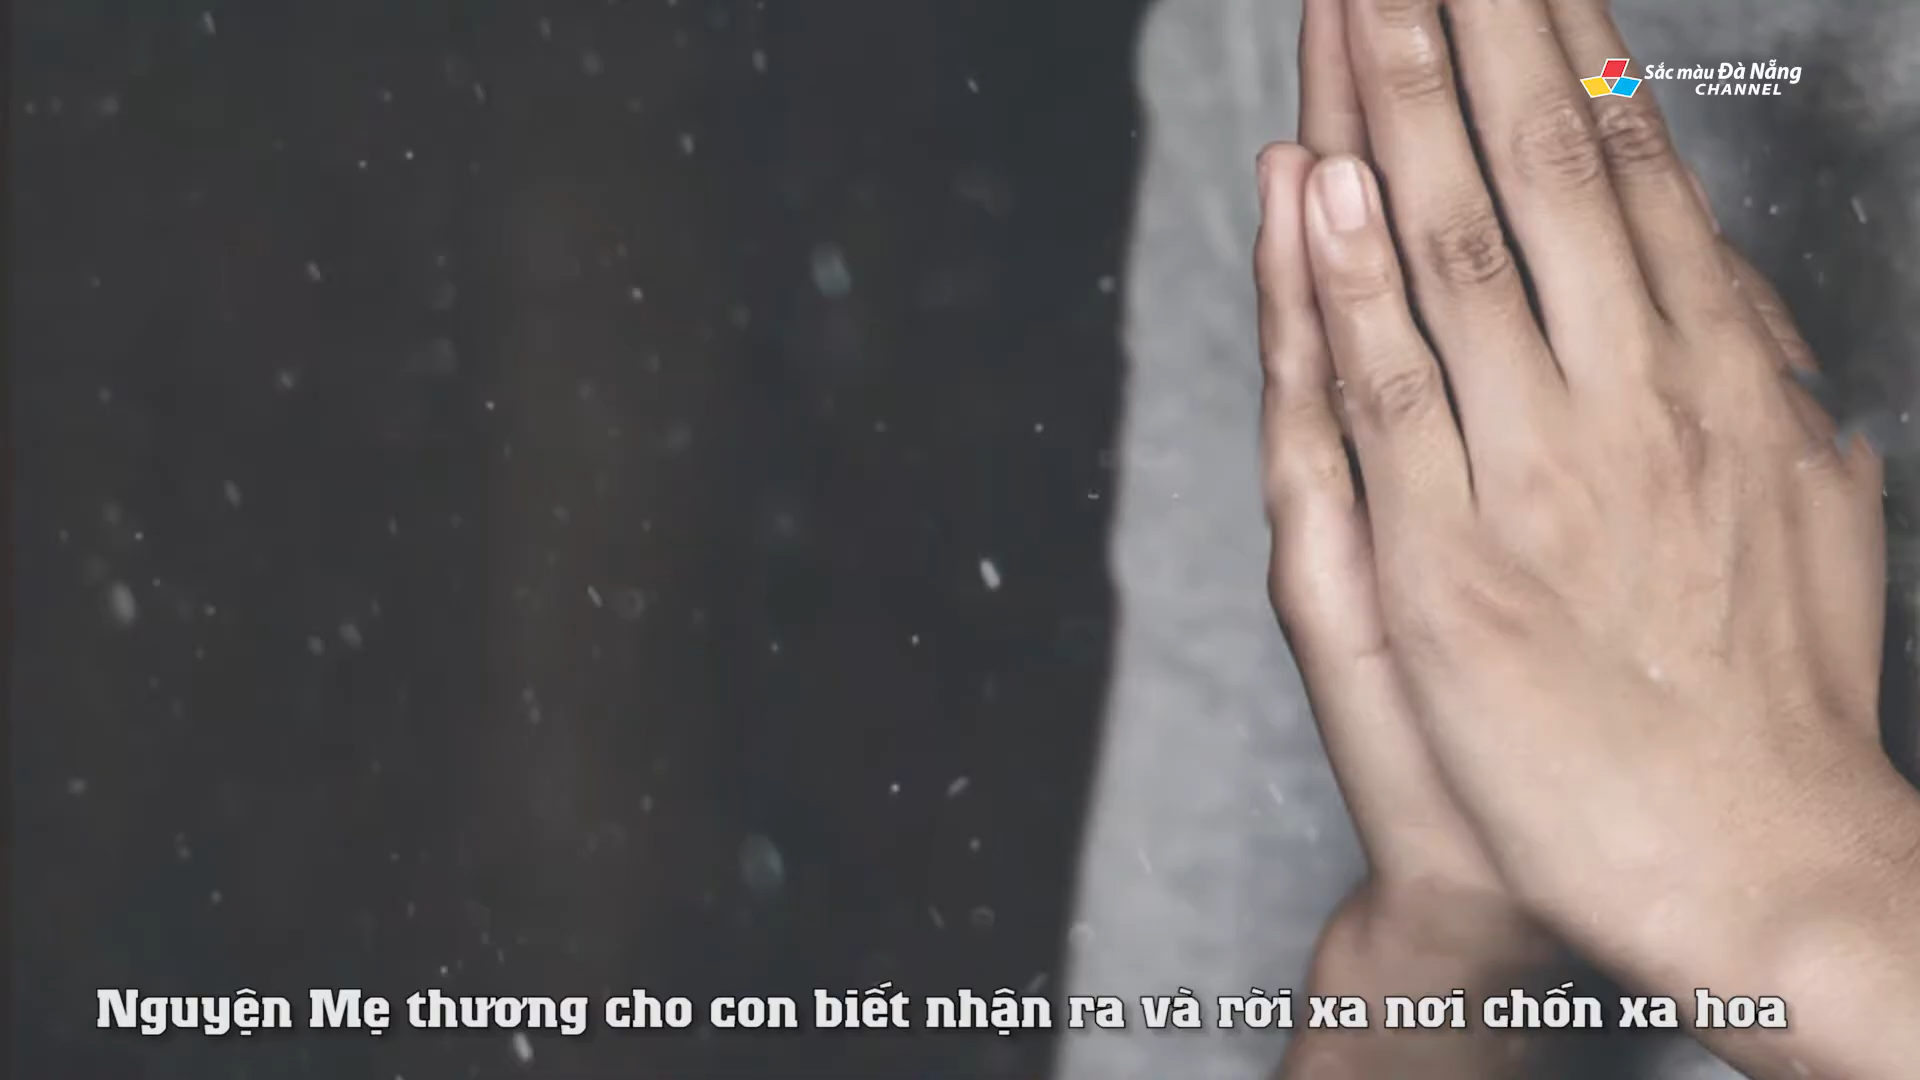 Sắc màu Đà Nẵng
CHANNEL
Nguyện Mẹ thương cho con biết nhận ra và rời xa nơi chốn xa hoa